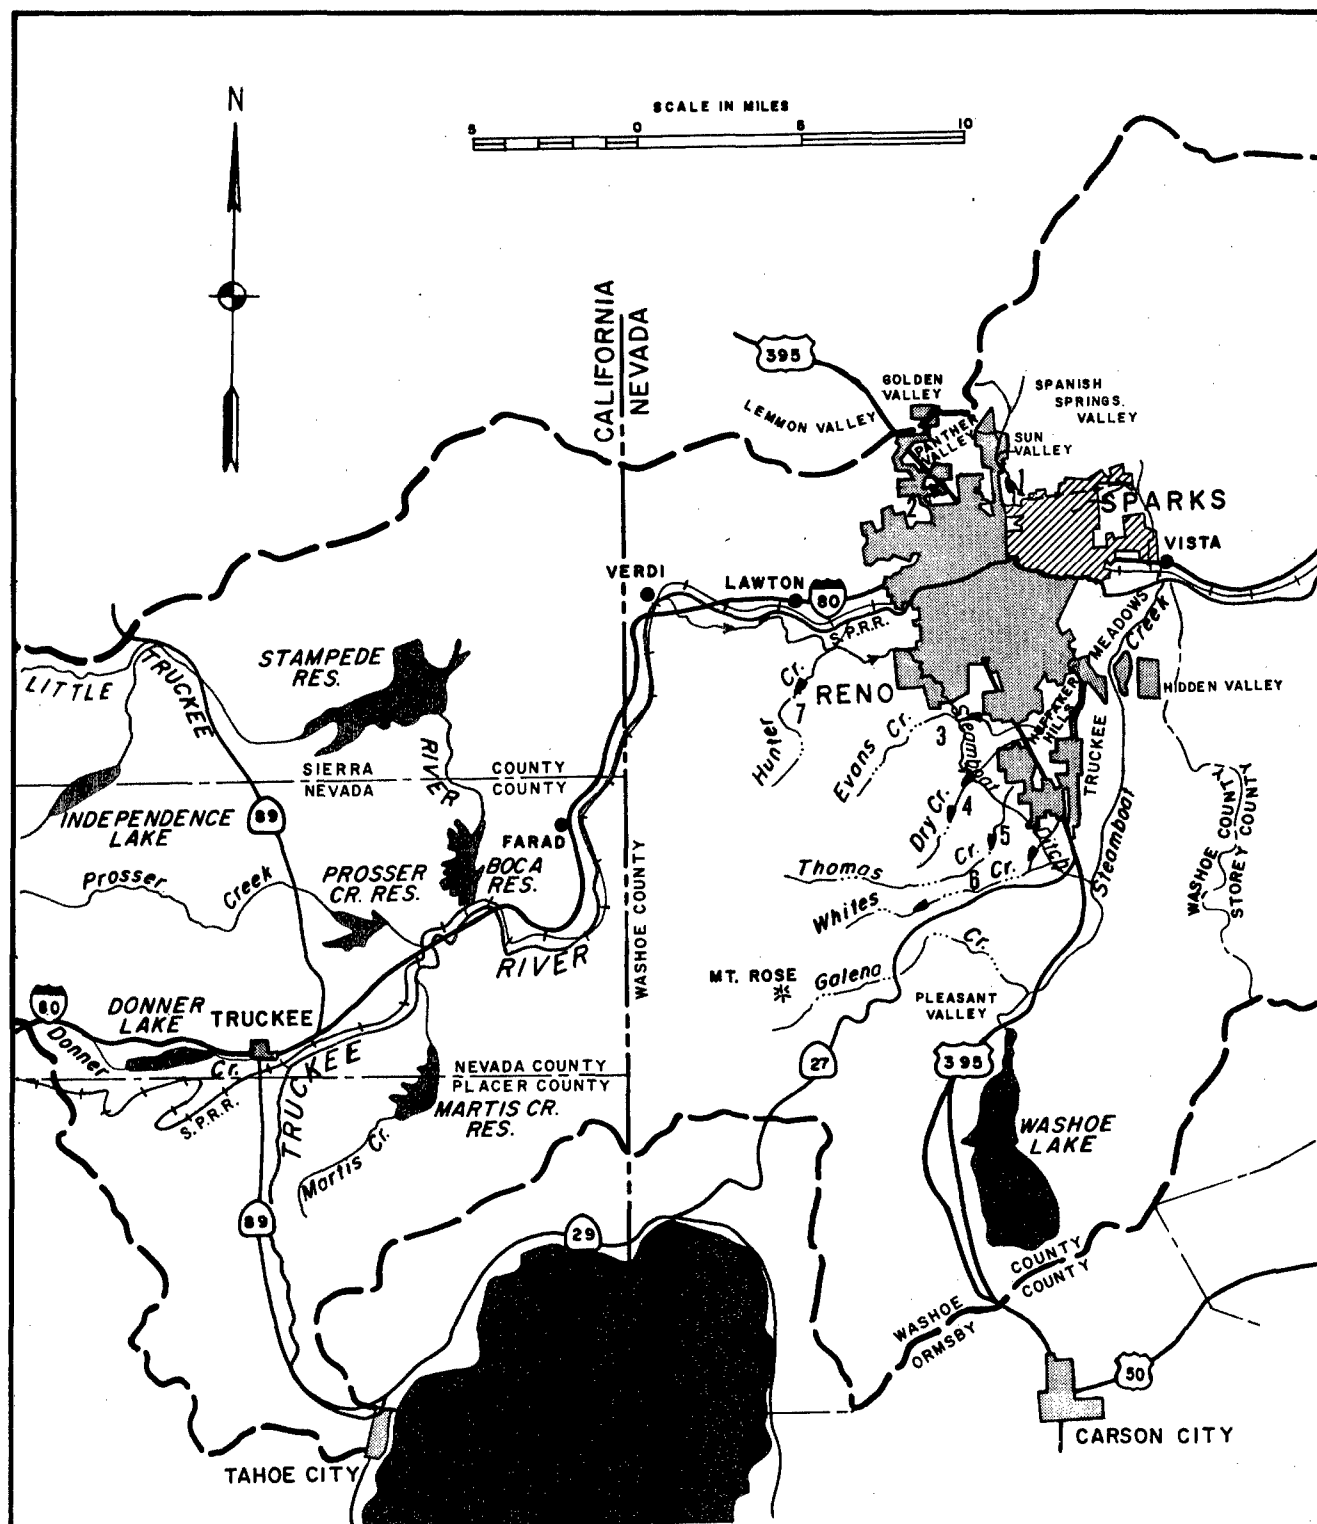 N
SCALE IN MILES
5 0 5 10
CALIFORNIA
NEVADA
395
GOLDEN
VALLEY
LEMMON VALLEY
PANTHER
VALLEY
SPANISH
SPRINGS
VALLEY
SUN
VALLEY
1
2
SPARKS
VISTA
VERDI
LAWTON
80
S.P.R.R.
TRUCKEE
MEADOWS
Creek
Steamboat
HIDDEN VALLEY
RENO
HUFFAKER
HILLS
Hunter
Cr.
7
Evans Cr.
3
Steamboat
Ditch
Dry Cr.
4
Thomas
Cr.
5
Whites
Cr.
6
Galena
Cr.
MT. ROSE
PLEASANT
VALLEY
WASHOE COUNTY
STOREY COUNTY
LITTLE
TRUCKEE
RIVER
STAMPEDE
RES.
SIERRA COUNTY
NEVADA COUNTY
INDEPENDENCE
LAKE
89
FARAD
BOCA
RES.
PROSSER
CR. RES.
Prosser
Creek
WASHOE COUNTY
80
DONNER
LAKE
TRUCKEE
Donner
Cr.
S.P.R.R.
TRUCKEE
RIVER
NEVADA COUNTY
PLACER COUNTY
MARTIS CR.
RES.
Martis Cr.
27
395
WASHOE
LAKE
89
29
WASHOE COUNTY
ORMSBY COUNTY
50
CARSON CITY
TAHOE CITY